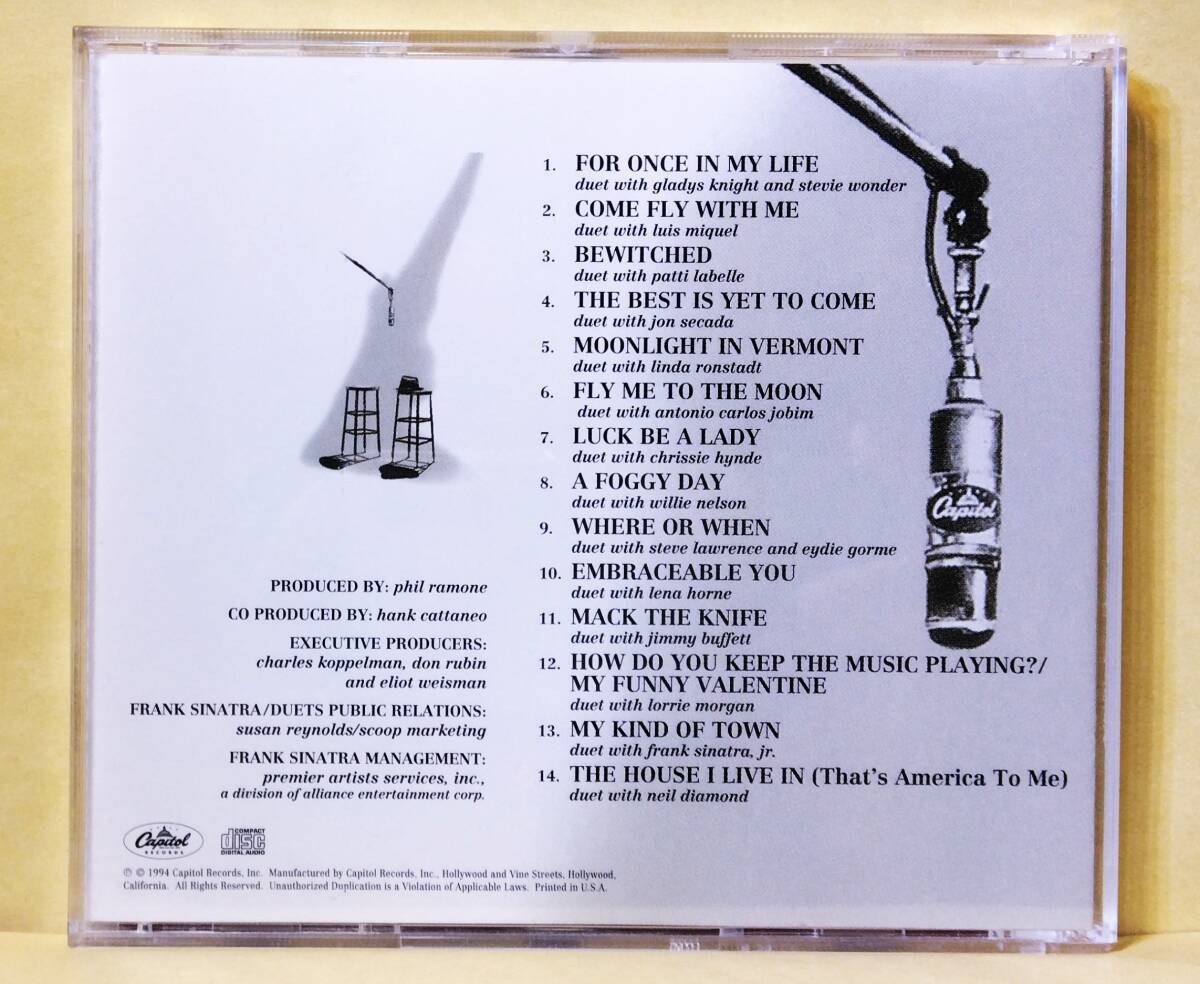 1. FOR ONCE IN MY LIFE
duet with gladys knight and stevie wonder
2. COME FLY WITH ME
duet with luis miquel
3. BEWITCHED
duet with patti labelle
4. THE BEST IS YET TO COME
duet with jon secada
5. MOONLIGHT IN VERMONT
duet with linda ronstadt
6. FLY ME TO THE MOON
duet with antonio carlos jobim
7. LUCK BE A LADY
duet with chrissie hynde
8. A FOGGY DAY
duet with willie nelson
9. WHERE OR WHEN
duet with steve lawrence and eydie gorme
10. EMBRACEABLE YOU
duet with lena horne
11. MACK THE KNIFE
duet with jimmy buffett
12. HOW DO YOU KEEP THE MUSIC PLAYING?/
MY FUNNY VALENTINE
duet with lorrie morgan
13. MY KIND OF TOWN
duet with frank sinatra, jr.
14. THE HOUSE I LIVE IN (That's America To Me)
duet with neil diamond
Capitol
PRODUCED BY: phil ramone
CO PRODUCED BY: hank cattaneo
EXECUTIVE PRODUCERS:
charles koppelman, don rubin
and eliot weisman
FRANK SINATRA/DUETS PUBLIC RELATIONS:
susan reynolds/scoop marketing
FRANK SINATRA MANAGEMENT:
premier artists services, inc.,
a division of alliance entertainment corp.
Capitol
RECORDS
COMPACT
disc
DIGITAL AUDIO
℗ © 1994 Capitol Records, Inc. Manufactured by Capitol Records, Inc., Hollywood and Vine Streets, Hollywood,
California. All Rights Reserved. Unauthorized Duplication is a Violation of Applicable Laws. Printed in U.S.A.